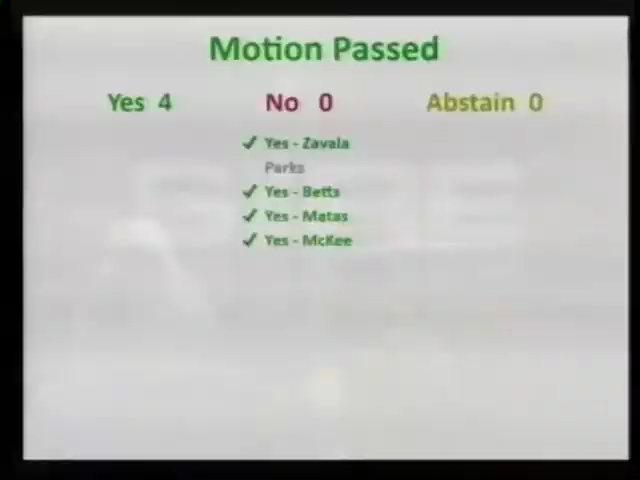 Motion Passed
Yes 4 No 0 Abstain 0
✓ Yes - Zavala
Parks
✓ Yes - Betts
✓ Yes - Matas
✓ Yes - McKee